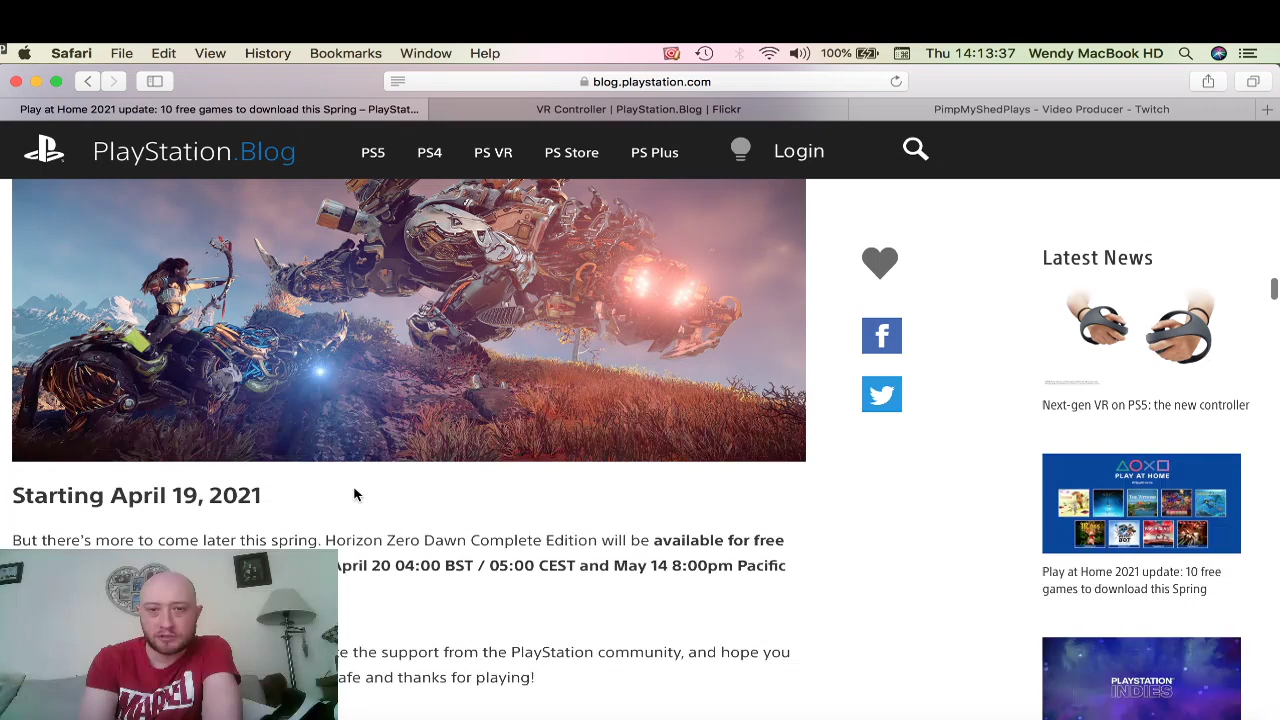 Safari File Edit View History Bookmarks Window Help 100% Thu 14:13:37 Wendy MacBook HD
blog.playstation.com
Play at Home 2021 update: 10 free games to download this Spring – PlayStat... VR Controller | PlayStation.Blog | Flickr PimpMyShedPlays - Video Producer - Twitch
PlayStation.Blog PS5 PS4 PS VR PS Store PS Plus Login
Latest News
Next-gen VR on PS5: the new controller
PLAY AT HOME
Play at Home 2021 update: 10 free
games to download this Spring
PLAYSTATION
INDIES
Starting April 19, 2021
But there's more to come later this spring. Horizon Zero Dawn Complete Edition will be available for free
April 20 04:00 BST / 05:00 CEST and May 14 8:00pm Pacific
te the support from the PlayStation community, and hope you
afe and thanks for playing!
MARVEL